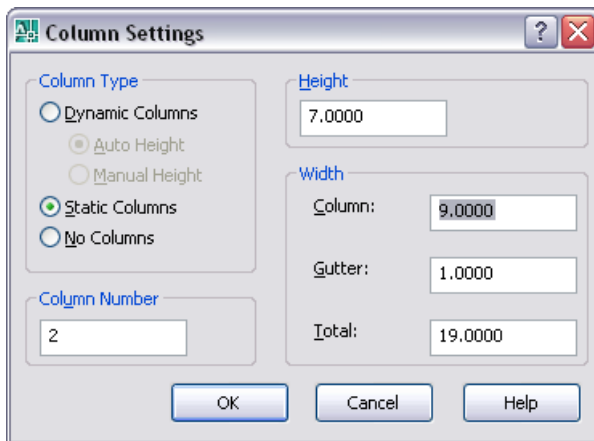 Column Settings
Column Type
Dynamic Columns
Auto Height
Manual Height
Static Columns
No Columns
Column Number
2
Height
7.0000
Width
Column: 9.0000
Gutter: 1.0000
Total: 19.0000
OK Cancel Help